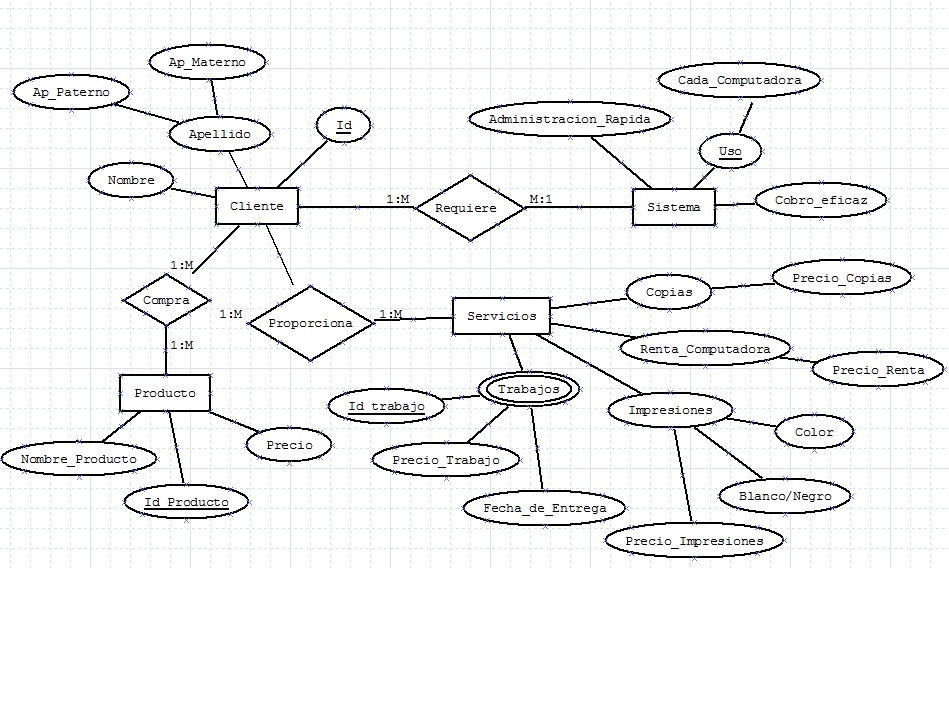 Ap_Materno
Cada_Computadora
Ap_Paterno
Administracion_Rapida
Id
Apellido
Uso
Nombre
Cliente
1:M
Requiere
M:1
Sistema
Cobro_eficaz
1:M
Precio_Copias
Copias
Compra
1:M
Proporciona
1:M
Servicios
1:M
Renta_Computadora
Precio_Renta
Producto
Trabajos
Id trabajo
Impresiones
Color
Precio
Nombre_Producto
Precio_Trabajo
Id Producto
Blanco/Negro
Fecha_de_Entrega
Precio_Impresiones